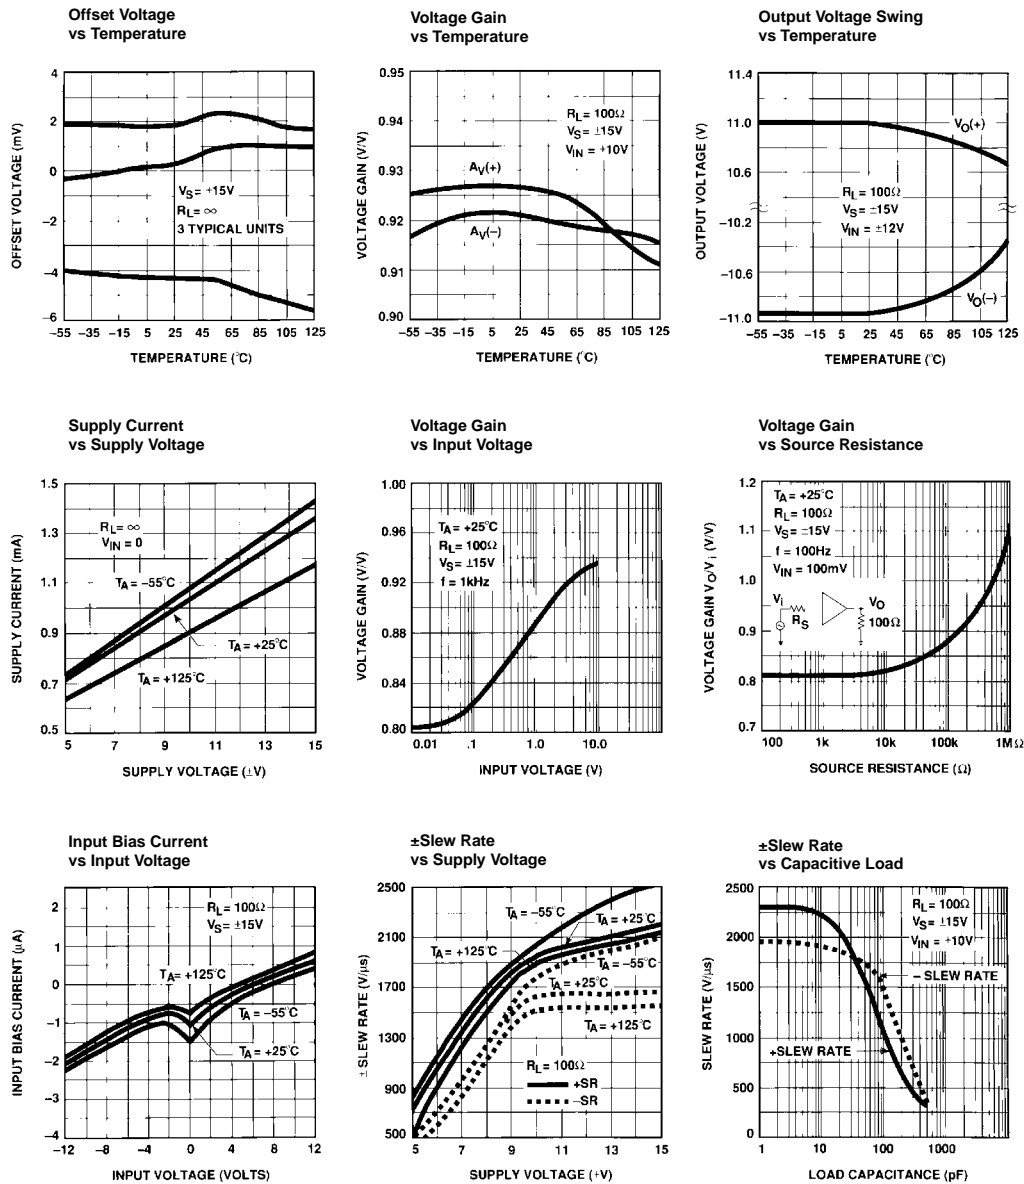 Offset Voltage
vs Temperature
4
2
0
−2
−4
−6
OFFSET VOLTAGE (mV)
VS = +15V
RL = ∞
3 TYPICAL UNITS
−55 −35 −15 5 25 45 65 85 105 125
TEMPERATURE (°C)
Voltage Gain
vs Temperature
0.95
0.94
0.93
0.92
0.91
0.90
VOLTAGE GAIN (V/V)
RL = 100Ω
VS = ±15V
VIN = +10V
AV(+)
AV(−)
−55 −35 −15 5 25 45 65 85 105 125
TEMPERATURE (°C)
Output Voltage Swing
vs Temperature
11.4
11.0
10.6
−10.2
−10.6
−11.0
OUTPUT VOLTAGE (V)
VO(+)
RL = 100Ω
VS = ±15V
VIN = ±12V
VO(−)
−55 −35 −15 5 25 45 65 85 105 125
TEMPERATURE (°C)
Supply Current
vs Supply Voltage
1.5
1.3
1.1
0.9
0.7
0.5
SUPPLY CURRENT (mA)
RL = ∞
VIN = 0
TA = −55°C
TA = +25°C
TA = +125°C
5 7 9 11 13 15
SUPPLY VOLTAGE (±V)
Voltage Gain
vs Input Voltage
1.00
0.96
0.92
0.88
0.84
0.80
VOLTAGE GAIN (V/V)
TA = +25°C
RL = 100Ω
VS = ±15V
f = 1kHz
0.01 .1 1.0 10.0
INPUT VOLTAGE (V)
Voltage Gain
vs Source Resistance
1.2
1.1
1.0
0.9
0.8
0.7
VOLTAGE GAIN VO/Vi (V/V)
TA = +25°C
RL = 100Ω
VS = ±15V
f = 100Hz
VIN = 100mV
Vi
RS
VO
100Ω
100 1k 10k 100k 1MΩ
SOURCE RESISTANCE (Ω)
Input Bias Current
vs Input Voltage
2
1
0
−1
−2
−3
−4
INPUT BIAS CURRENT (µA)
RL = 100Ω
VS = ±15V
TA = +125°C
TA = −55°C
TA = +25°C
−12 −8 −4 0 4 8 12
INPUT VOLTAGE (VOLTS)
±Slew Rate
vs Supply Voltage
2500
2100
1700
1300
900
500
± SLEW RATE (V/µs)
TA = −55°C
TA = +25°C
TA = +125°C
TA = −55°C
TA = +25°C
TA = +125°C
RL = 100Ω
+SR
−SR
5 7 9 11 13 15
SUPPLY VOLTAGE (+V)
±Slew Rate
vs Capacitive Load
2500
2000
1500
1000
500
0
SLEW RATE (V/µs)
RL = 100Ω
VS = ±15V
VIN = +10V
− SLEW RATE
+SLEW RATE
1 10 100 1000
LOAD CAPACITANCE (pF)